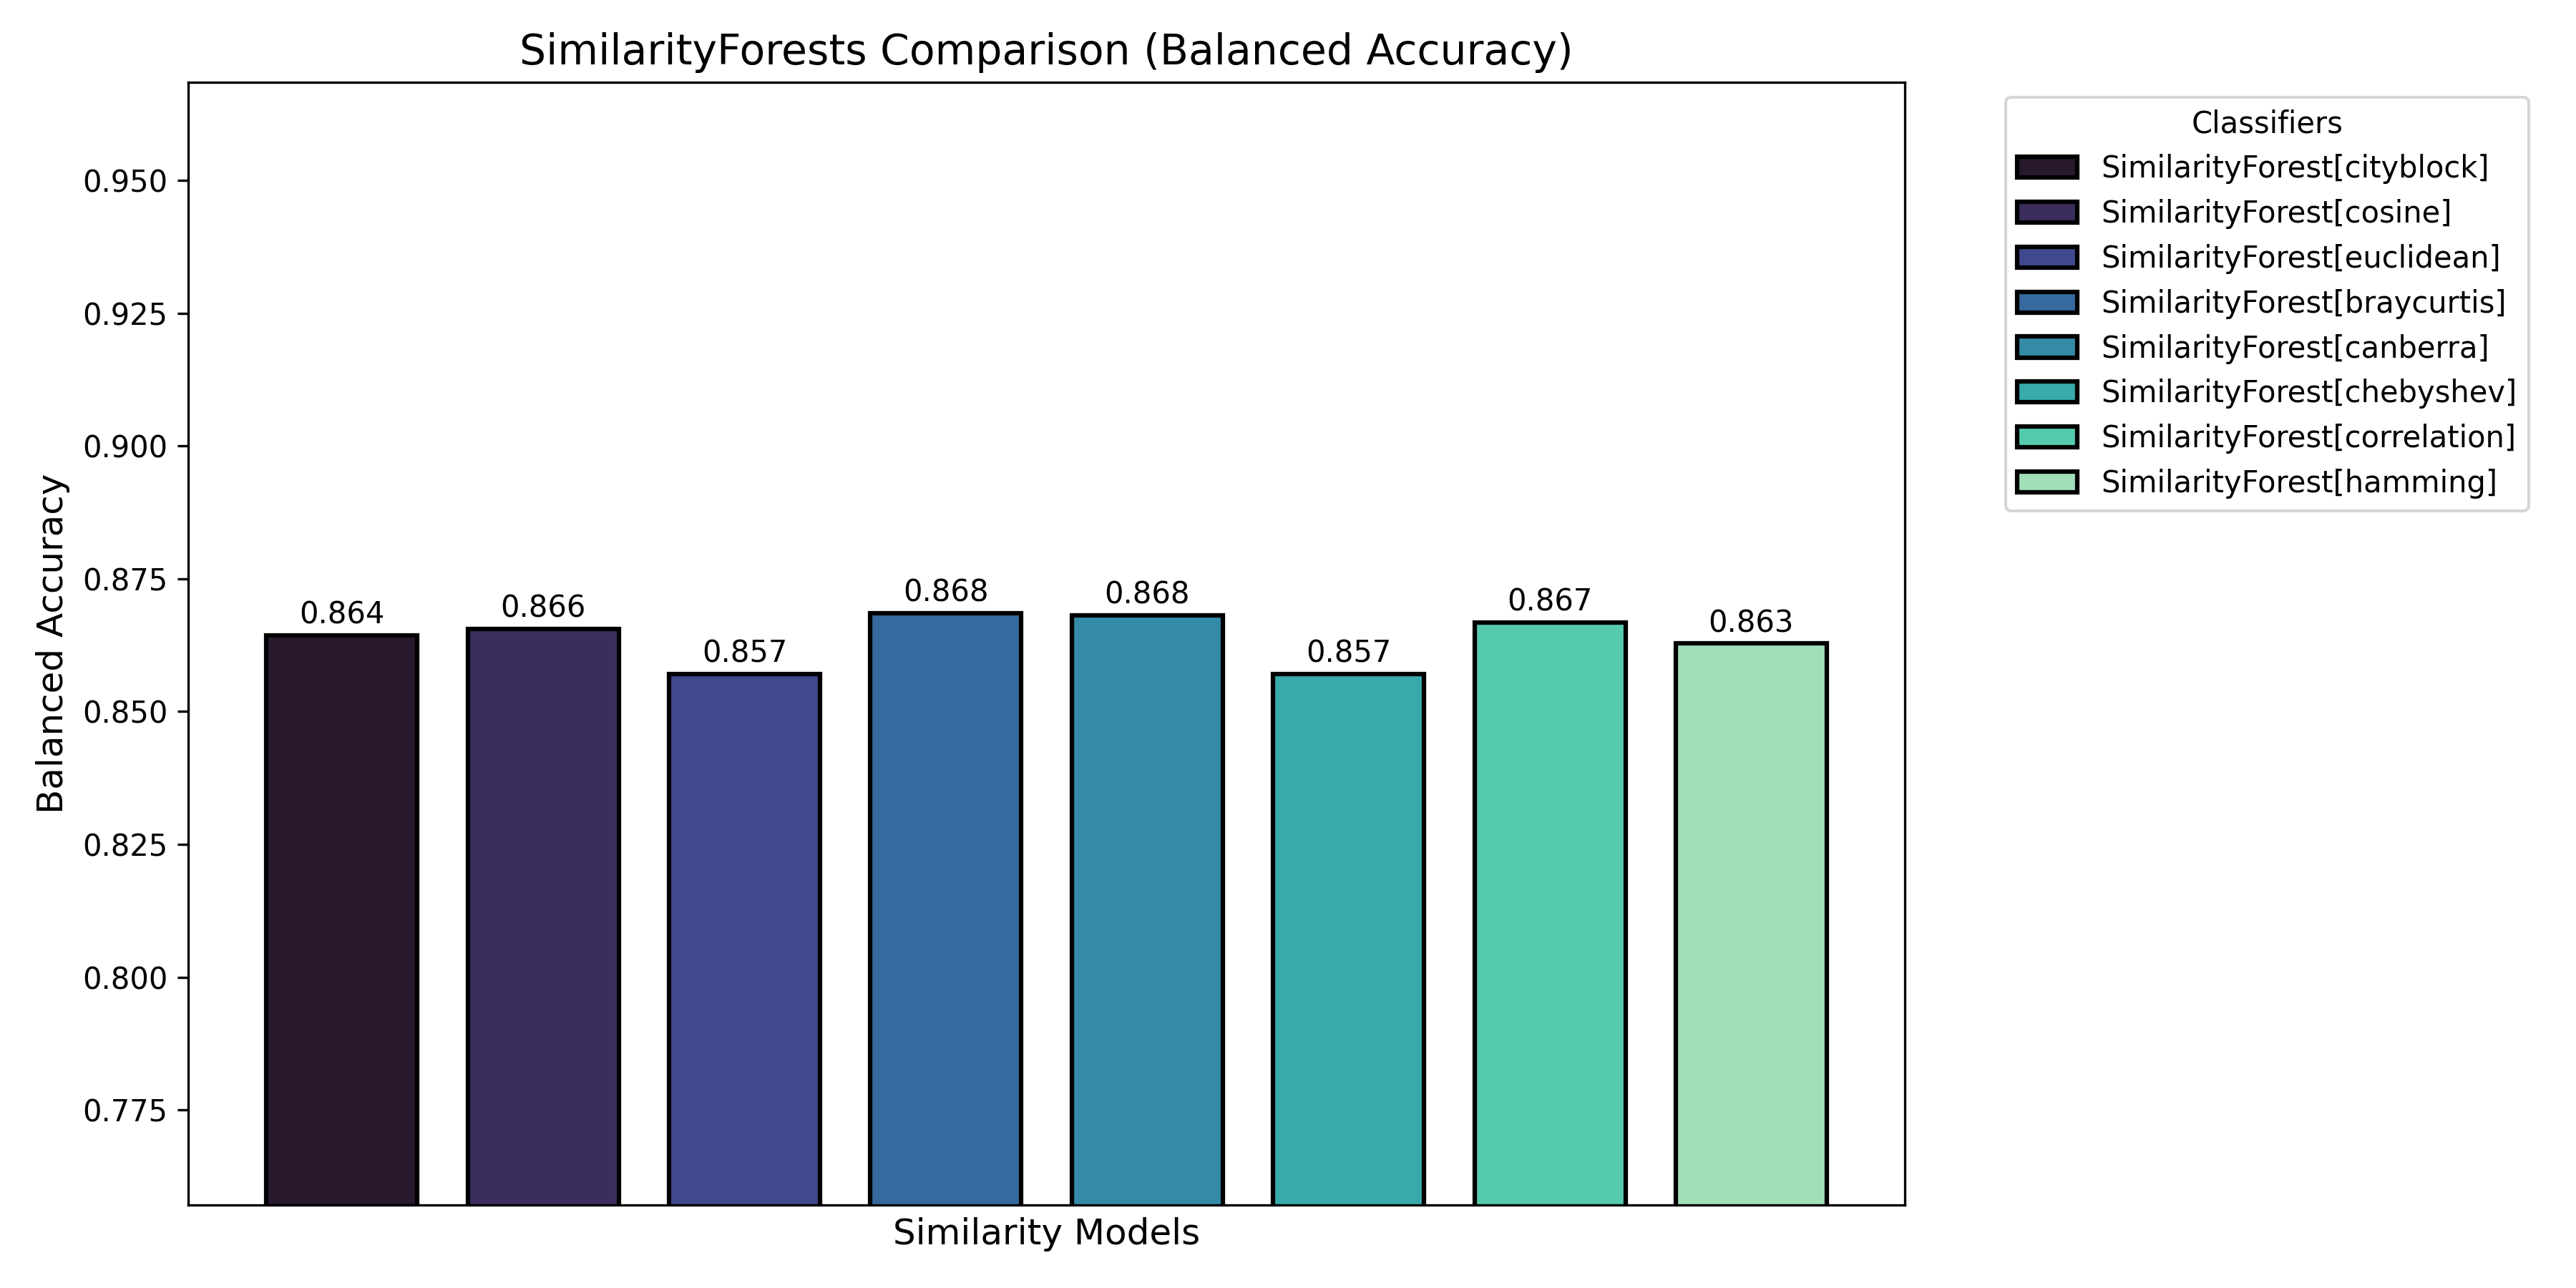 SimilarityForests Comparison (Balanced Accuracy)
Balanced Accuracy
0.950
0.925
0.900
0.875
0.850
0.825
0.800
0.775
0.864
0.866
0.857
0.868
0.868
0.857
0.867
0.863
Similarity Models
Classifiers
SimilarityForest[cityblock]
SimilarityForest[cosine]
SimilarityForest[euclidean]
SimilarityForest[braycurtis]
SimilarityForest[canberra]
SimilarityForest[chebyshev]
SimilarityForest[correlation]
SimilarityForest[hamming]